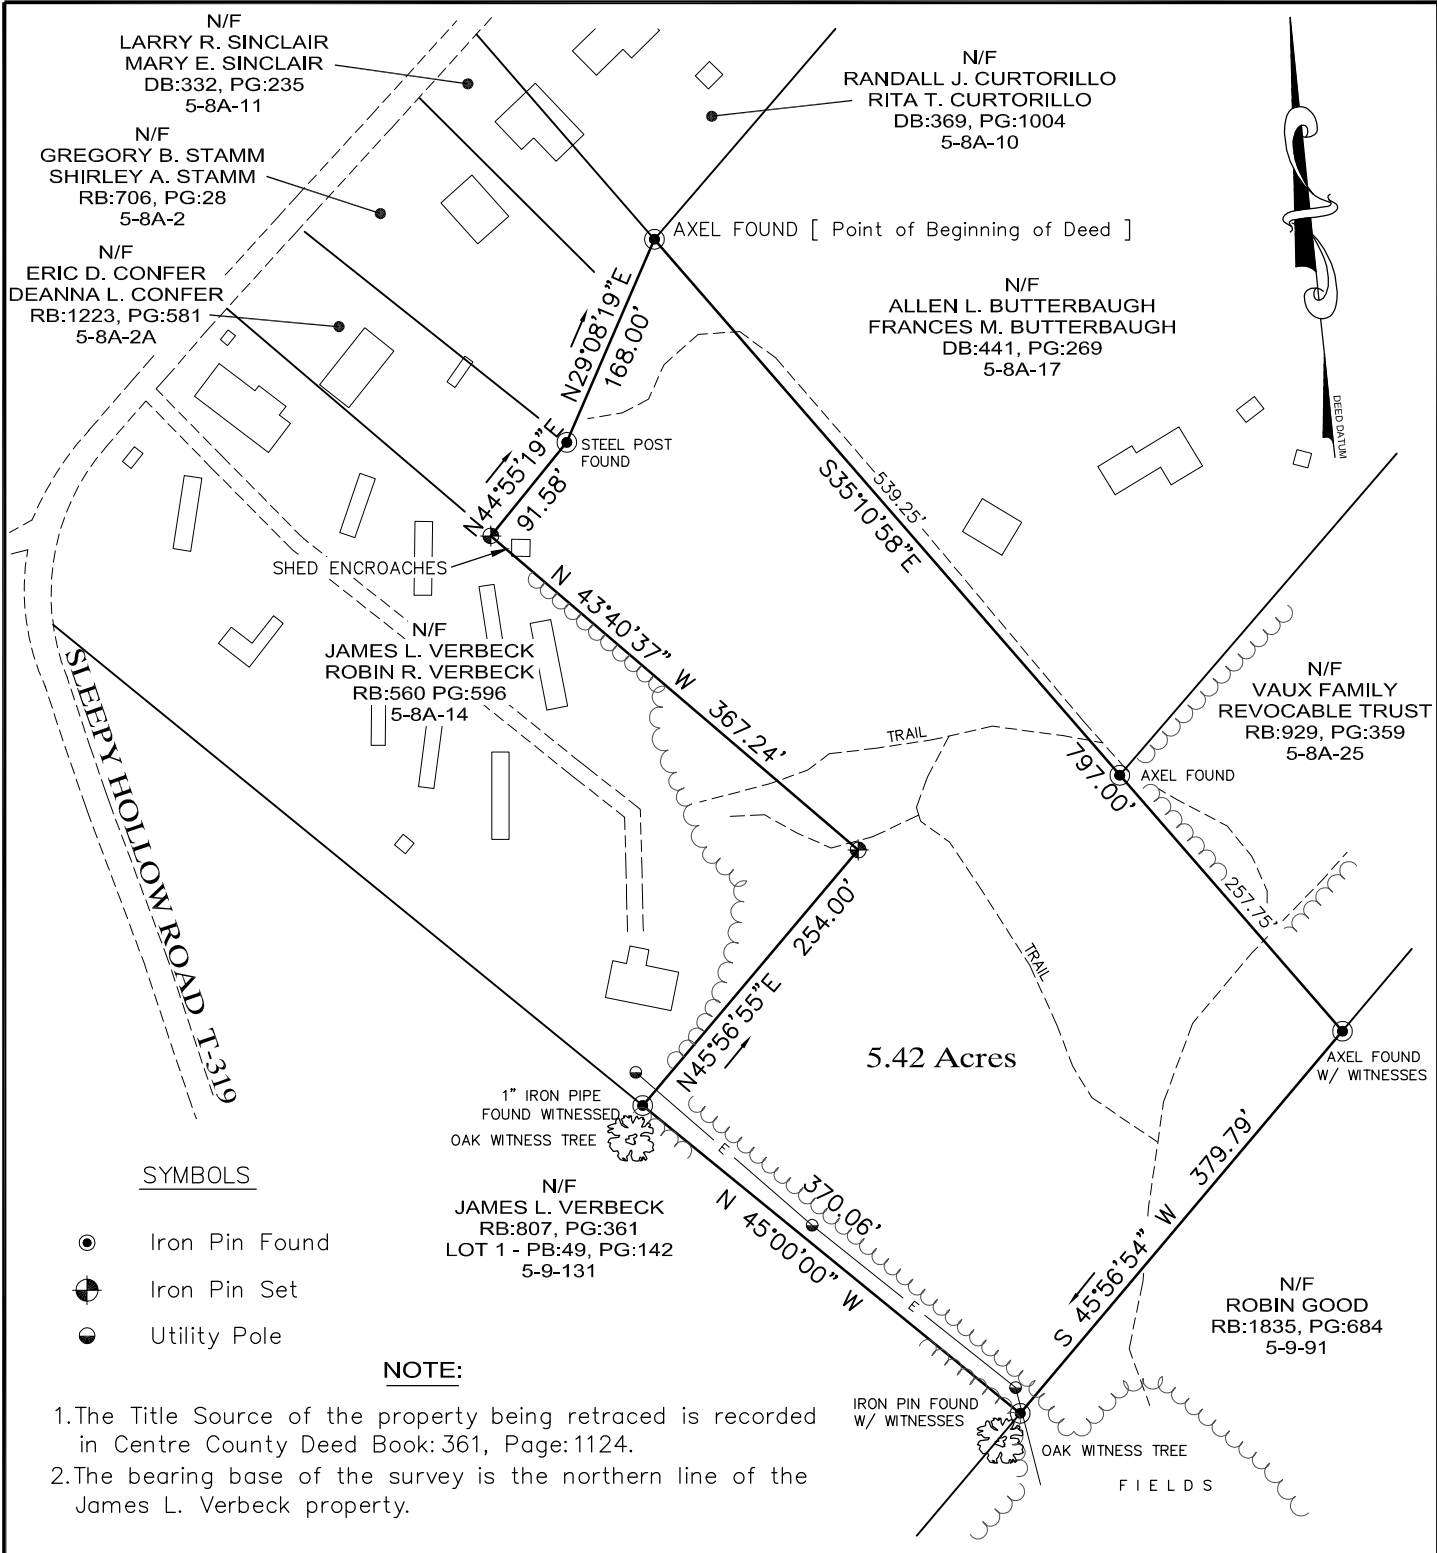 N/F
LARRY R. SINCLAIR
MARY E. SINCLAIR
DB:332, PG:235
5-8A-11
N/F
RANDALL J. CURTORILLO
RITA T. CURTORILLO
DB:369, PG:1004
5-8A-10
N/F
GREGORY B. STAMM
SHIRLEY A. STAMM
RB:706, PG:28
5-8A-2
N/F
ERIC D. CONFER
DEANNA L. CONFER
RB:1223, PG:581
5-8A-2A
AXEL FOUND [ Point of Beginning of Deed ]
N/F
ALLEN L. BUTTERBAUGH
FRANCES M. BUTTERBAUGH
DB:441, PG:269
5-8A-17
DEED DATUM
N29°08'19"E
168.00'
STEEL POST
FOUND
N44°55'19"E
91.58'
SHED ENCROACHES
539.25'
S35°10'58"E
797.00'
N 43°40'37" W 367.24'
N/F
JAMES L. VERBECK
ROBIN R. VERBECK
RB:560 PG:596
5-8A-14
N/F
VAUX FAMILY
REVOCABLE TRUST
RB:929, PG:359
5-8A-25
TRAIL
AXEL FOUND
SLEEPY HOLLOW ROAD T-319
257.75'
N45°56'55"E 254.00'
TRAIL
5.42 Acres
AXEL FOUND
W/ WITNESSES
1" IRON PIPE
FOUND WITNESSED
OAK WITNESS TREE
E
370.06'
N 45°00'00" W
E
S 45°56'54" W 379.79'
N/F
JAMES L. VERBECK
RB:807, PG:361
LOT 1 - PB:49, PG:142
5-9-131
N/F
ROBIN GOOD
RB:1835, PG:684
5-9-91
IRON PIN FOUND
W/ WITNESSES
OAK WITNESS TREE
FIELDS
SYMBOLS
Iron Pin Found
Iron Pin Set
Utility Pole
NOTE:
1.The Title Source of the property being retraced is recorded
in Centre County Deed Book:361, Page:1124.
2.The bearing base of the survey is the northern line of the
James L. Verbeck property.